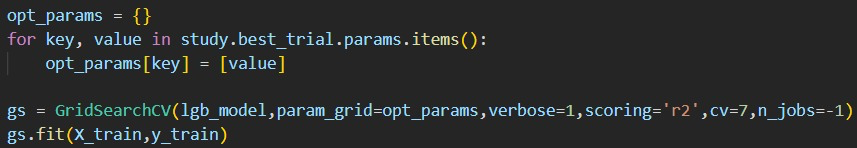 opt_params = {}
for key, value in study.best_trial.params.items():
    opt_params[key] = [value]
gs = GridSearchCV(lgb_model,param_grid=opt_params,verbose=1,scoring='r2',cv=7,n_jobs=-1)
gs.fit(X_train,y_train)